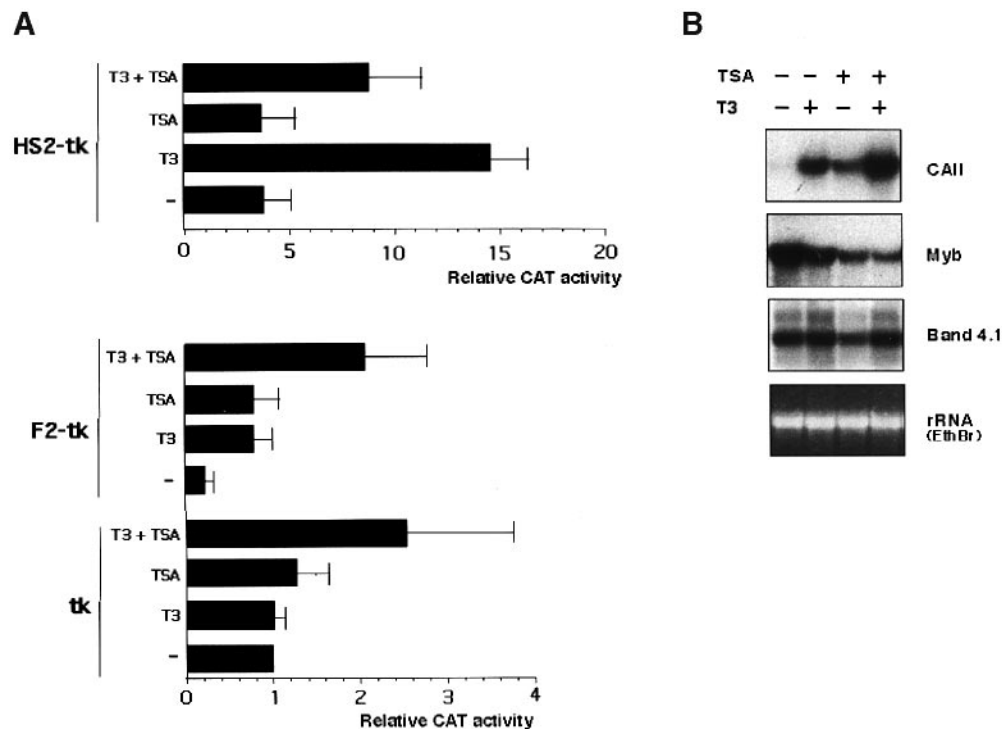 A
HS2-tk
T3 + TSA
TSA
T3
–
0 5 10 15 20
Relative CAT activity
F2-tk
T3 + TSA
TSA
T3
–
tk
T3 + TSA
TSA
T3
–
0 1 2 3 4
Relative CAT activity
B
TSA – – + +
T3 – + – +
CAII
Myb
Band 4.1
rRNA
(EthBr)